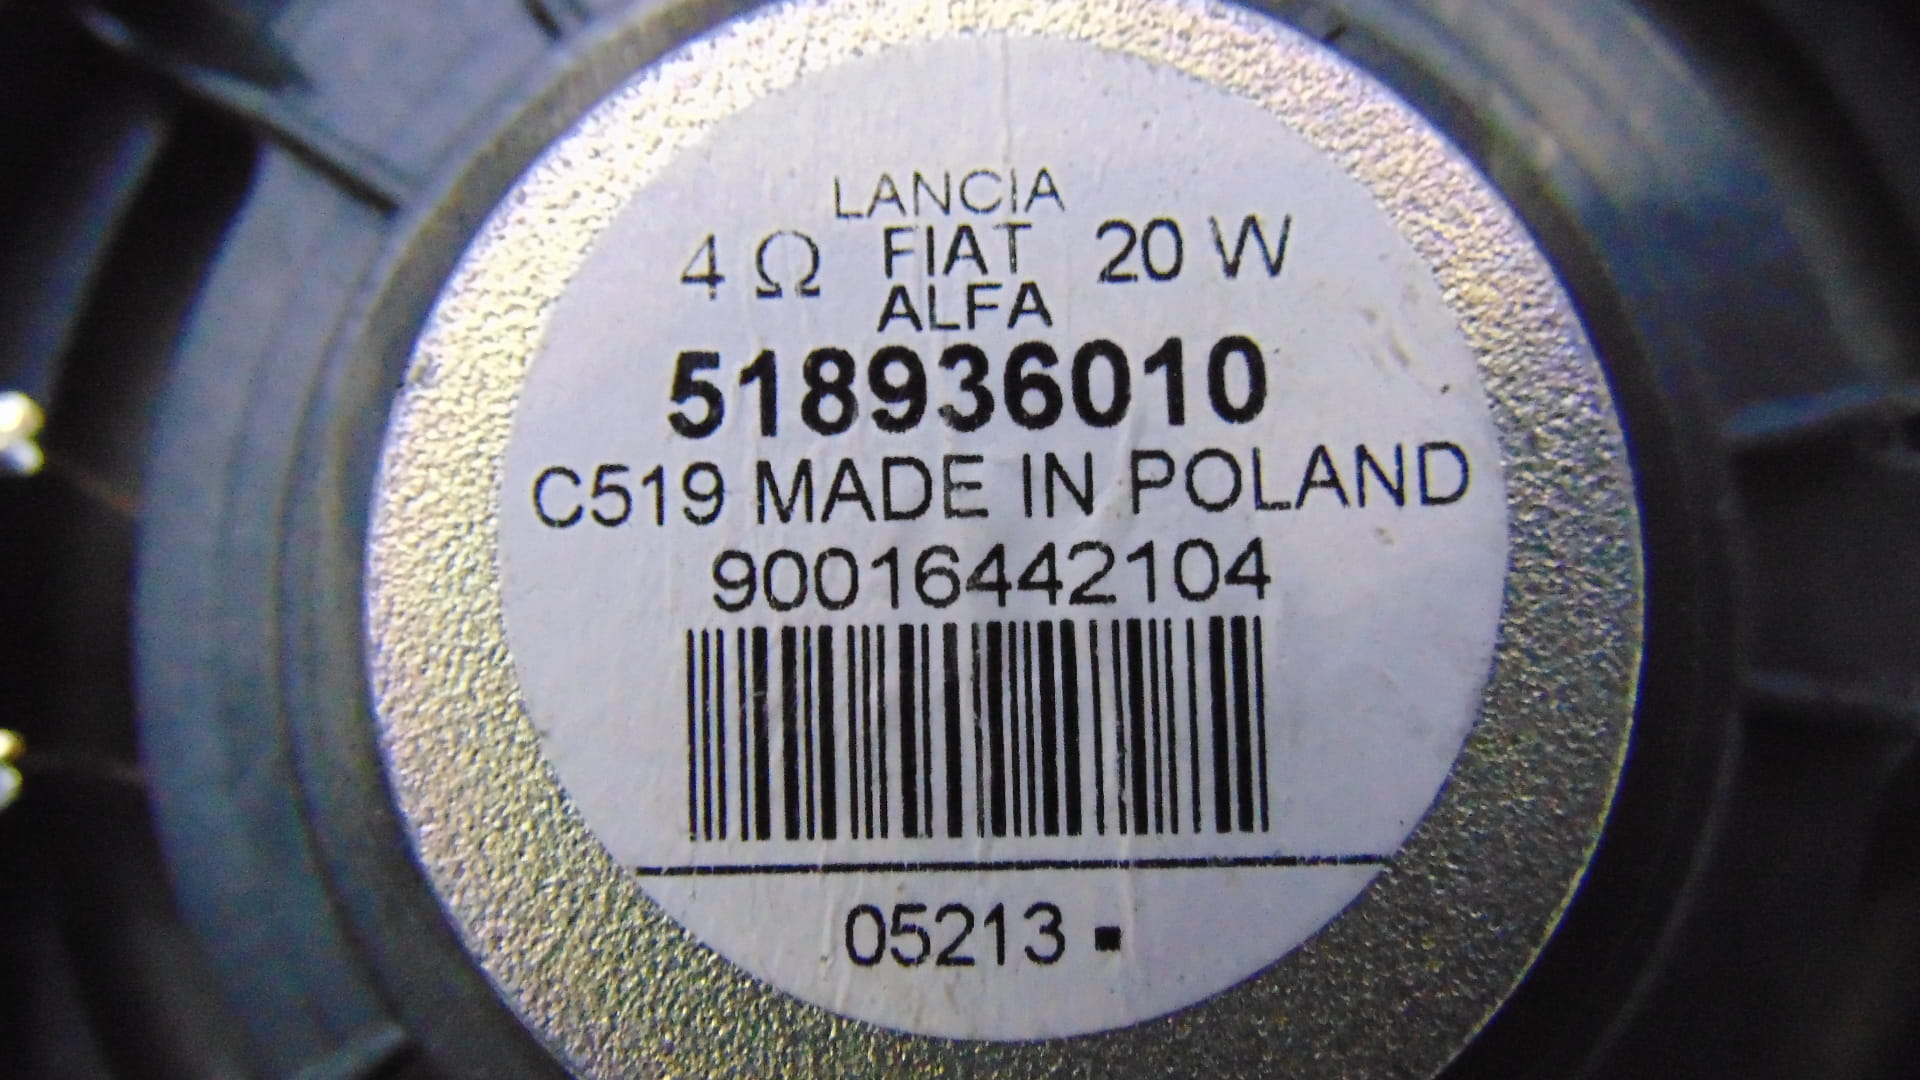 LANCIA
4 Ω FIAT 20 W
ALFA
518936010
C519 MADE IN POLAND
90016442104
05213 ▪